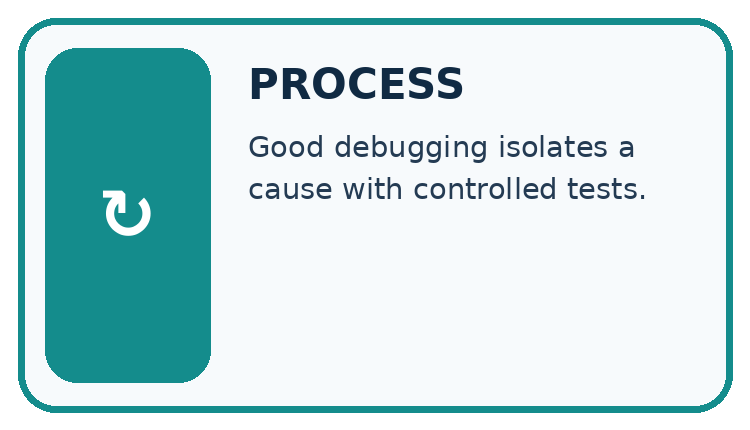 PROCESS
Good debugging isolates a
cause with controlled tests.